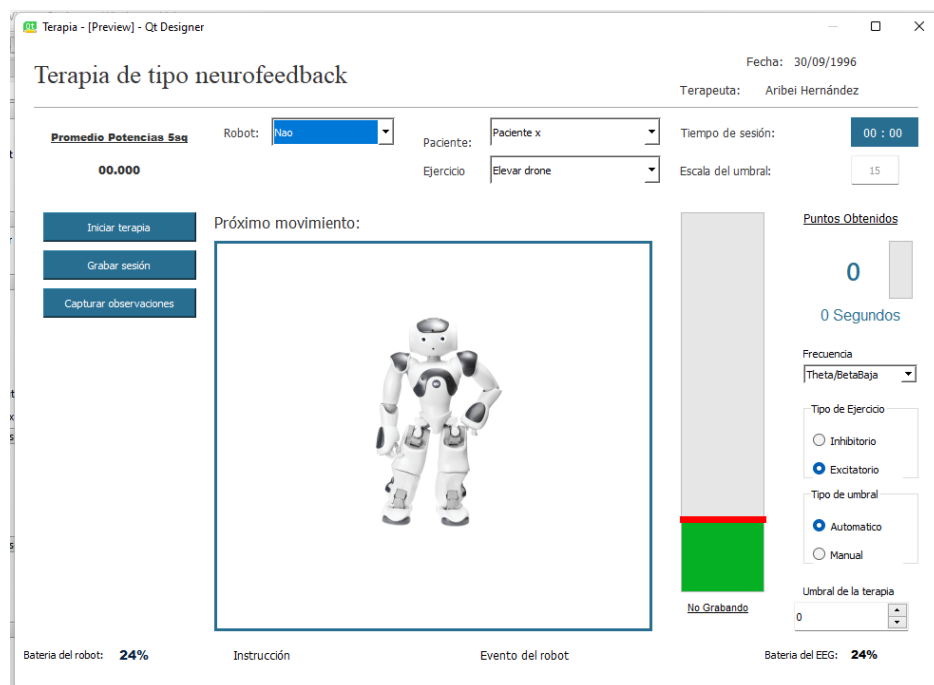 Terapia - [Preview] - Qt Designer
Terapia de tipo neurofeedback
Fecha: 30/09/1996
Terapeuta: Aribei Hernández
Promedio Potencias 5sg
00.000
Robot: Nao
Paciente: Paciente x
Ejercicio Elevar drone
Tiempo de sesión: 00 : 00
Escala del umbral: 15
Iniciar terapia
Grabar sesión
Capturar observaciones
Próximo movimiento:
No Grabando
Puntos Obtenidos
0
0 Segundos
Frecuencia
Theta/BetaBaja
Tipo de Ejercicio
Inhibitorio
Excitatorio
Tipo de umbral
Automatico
Manual
Umbral de la terapia
0
Bateria del robot: 24%
Instrucción
Evento del robot
Bateria del EEG: 24%